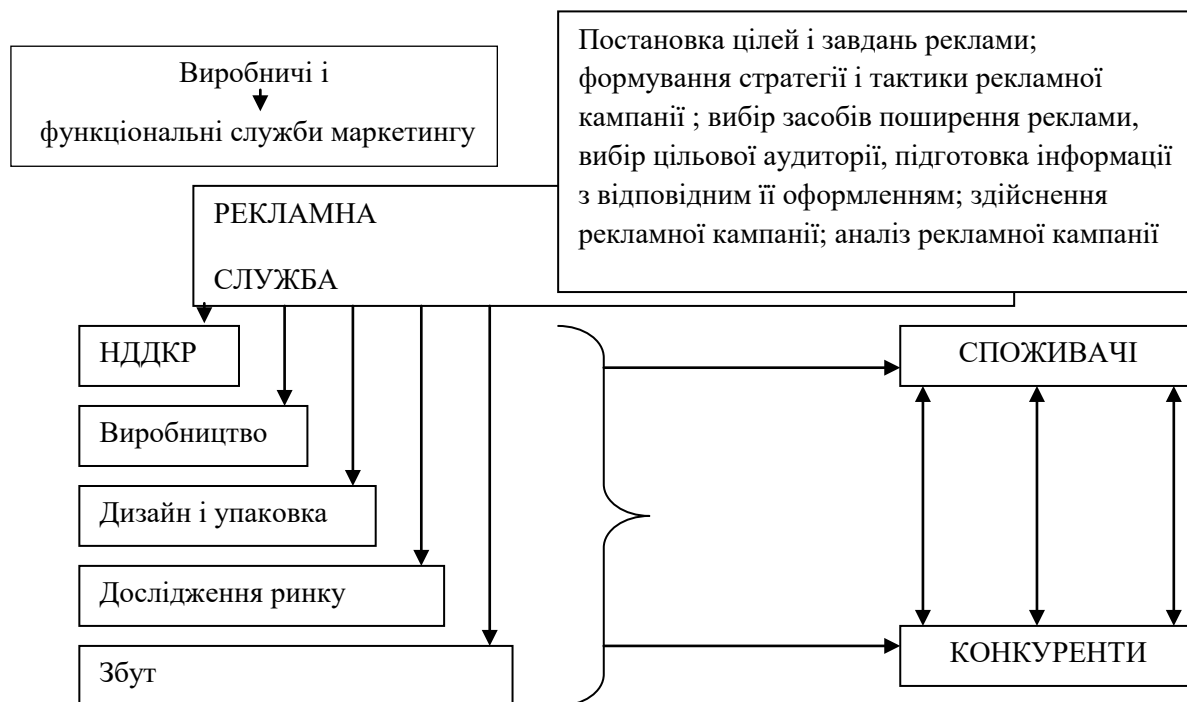 Виробничі і
функціональні служби маркетингу
Постановка цілей і завдань реклами;
формування стратегії і тактики рекламної
кампанії ; вибір засобів поширення реклами,
вибір цільової аудиторії, підготовка інформації
з відповідним її оформленням; здійснення
рекламної кампанії; аналіз рекламної кампанії
РЕКЛАМНА
СЛУЖБА
НДДКР
СПОЖИВАЧІ
Виробництво
Дизайн і упаковка
Дослідження ринку
Збут
КОНКУРЕНТИ